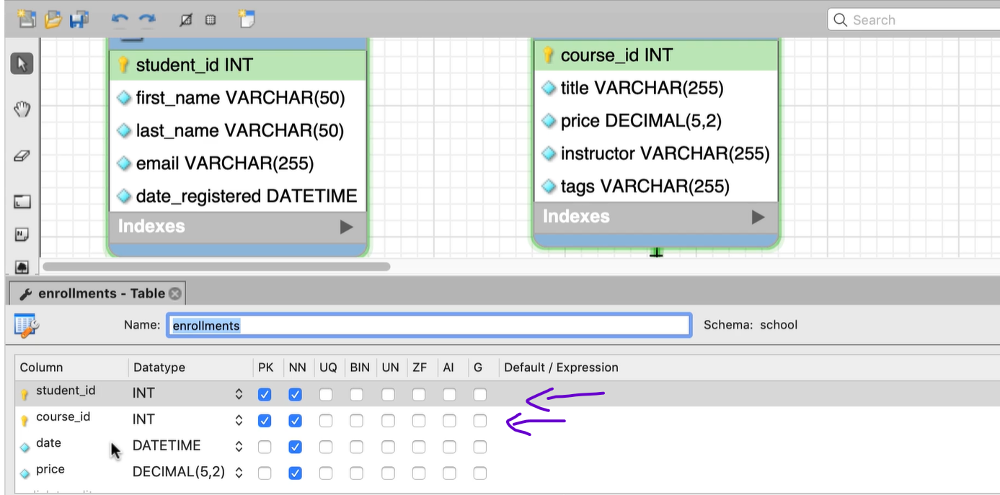 Search
student_id INT
first_name VARCHAR(50)
last_name VARCHAR(50)
email VARCHAR(255)
date_registered DATETIME
Indexes
course_id INT
title VARCHAR(255)
price DECIMAL(5,2)
instructor VARCHAR(255)
tags VARCHAR(255)
Indexes
enrollments - Table
Name: enrollments Schema: school
Column Datatype PK NN UQ BIN UN ZF AI G Default / Expression
student_id INT
course_id INT
date DATETIME
price DECIMAL(5,2)